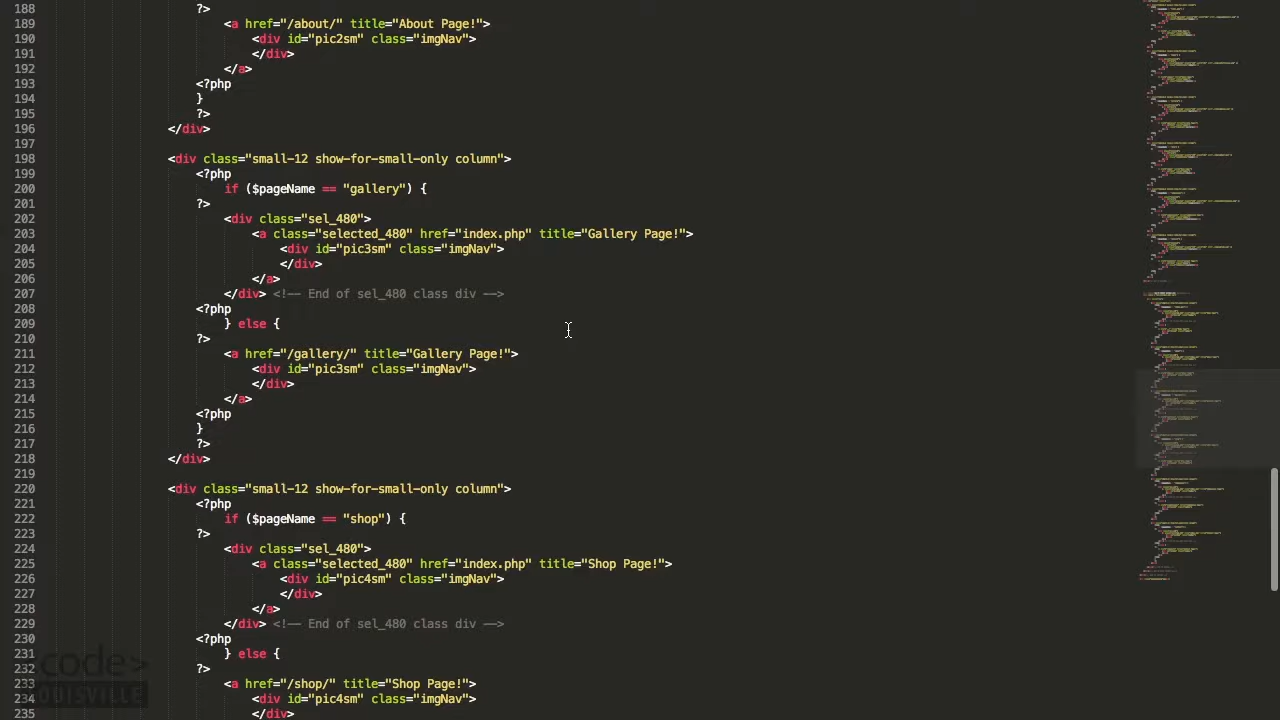 188 ?>
189 <a href="/about/" title="About Page!">
190 <div id="pic2sm" class="imgNav">
191 </div>
192 </a>
193 <?php
194 }
195 ?>
196 </div>
197
198 <div class="small-12 show-for-small-only column">
199 <?php
200 if ($pageName == "gallery") {
201 ?>
202 <div class="sel_480">
203 <a class="selected_480" href="index.php" title="Gallery Page!">
204 <div id="pic3sm" class="imgNav">
205 </div>
206 </a>
207 </div> <!-- End of sel_480 class div -->
208 <?php
209 } else {
210 ?>
211 <a href="/gallery/" title="Gallery Page!">
212 <div id="pic3sm" class="imgNav">
213 </div>
214 </a>
215 <?php
216 }
217 ?>
218 </div>
219
220 <div class="small-12 show-for-small-only column">
221 <?php
222 if ($pageName == "shop") {
223 ?>
224 <div class="sel_480">
225 <a class="selected_480" href="index.php" title="Shop Page!">
226 <div id="pic4sm" class="imgNav">
227 </div>
228 </a>
229 </div> <!-- End of sel_480 class div -->
230 <?php
231 } else {
232 ?>
233 <a href="/shop/" title="Shop Page!">
234 <div id="pic4sm" class="imgNav">
235 </div>
code>
OUISVILLE